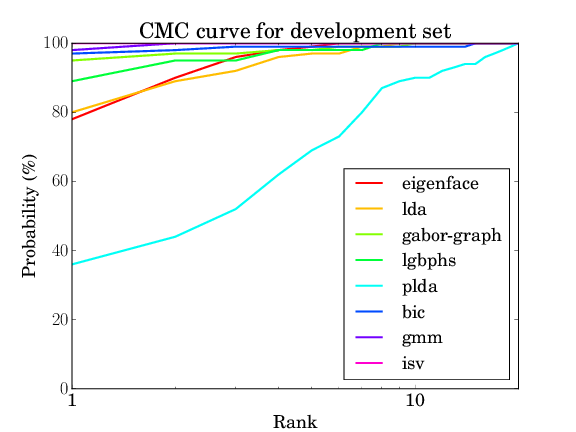 CMC curve for development set
100
80
60
40
20
0
Probability (%)
1
10
Rank
eigenface
lda
gabor-graph
lgbphs
plda
bic
gmm
isv